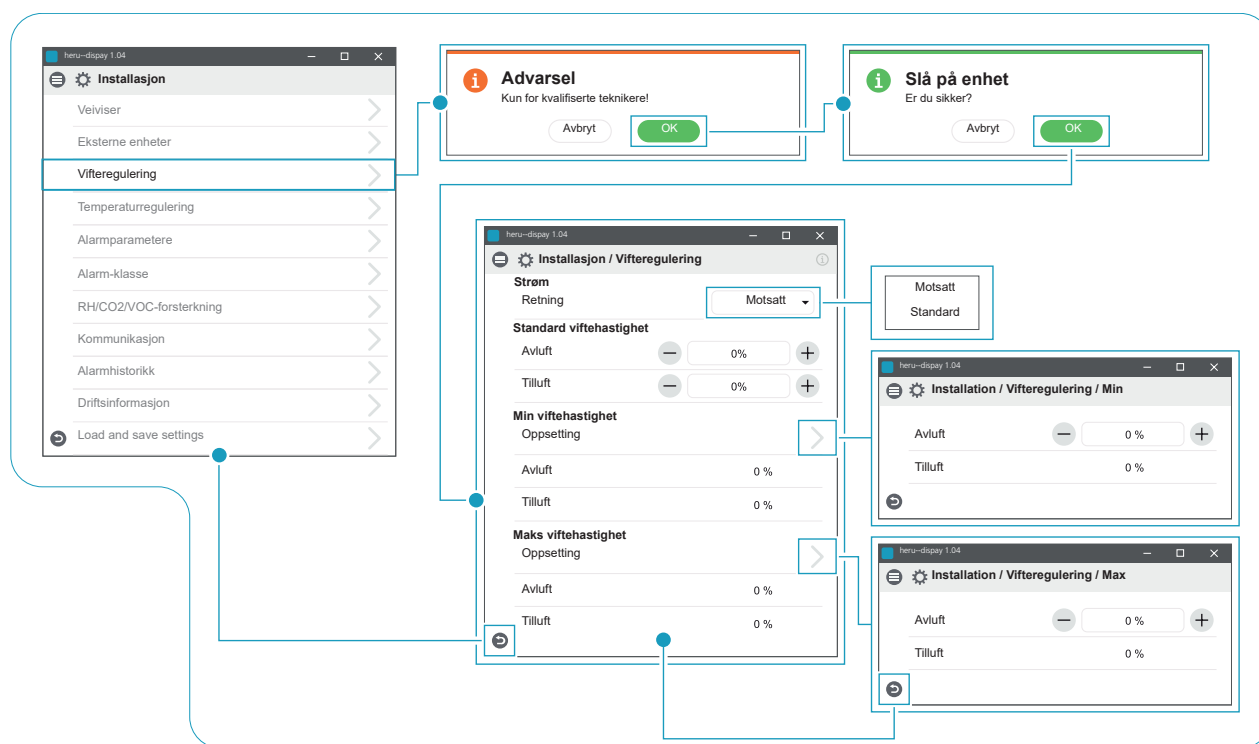 heru–dispay 1.04
Installasjon
Veiviser
Eksterne enheter
Vifteregulering
Temperaturregulering
Alarmparametere
Alarm-klasse
RH/CO2/VOC-forsterkning
Kommunikasjon
Alarmhistorikk
Driftsinformasjon
Load and save settings
Advarsel
Kun for kvalifiserte teknikere!
Avbryt OK
Slå på enhet
Er du sikker?
Avbryt OK
heru–dispay 1.04
Installasjon / Vifteregulering
Strøm
Retning Motsatt
Standard viftehastighet
Avluft 0%
Tilluft 0%
Min viftehastighet
Oppsetting
Avluft 0 %
Tilluft 0 %
Maks viftehastighet
Oppsetting
Avluft 0 %
Tilluft 0 %
Motsatt
Standard
heru–dispay 1.04
Installation / Vifteregulering / Min
Avluft 0 %
Tilluft 0 %
heru–dispay 1.04
Installation / Vifteregulering / Max
Avluft 0 %
Tilluft 0 %